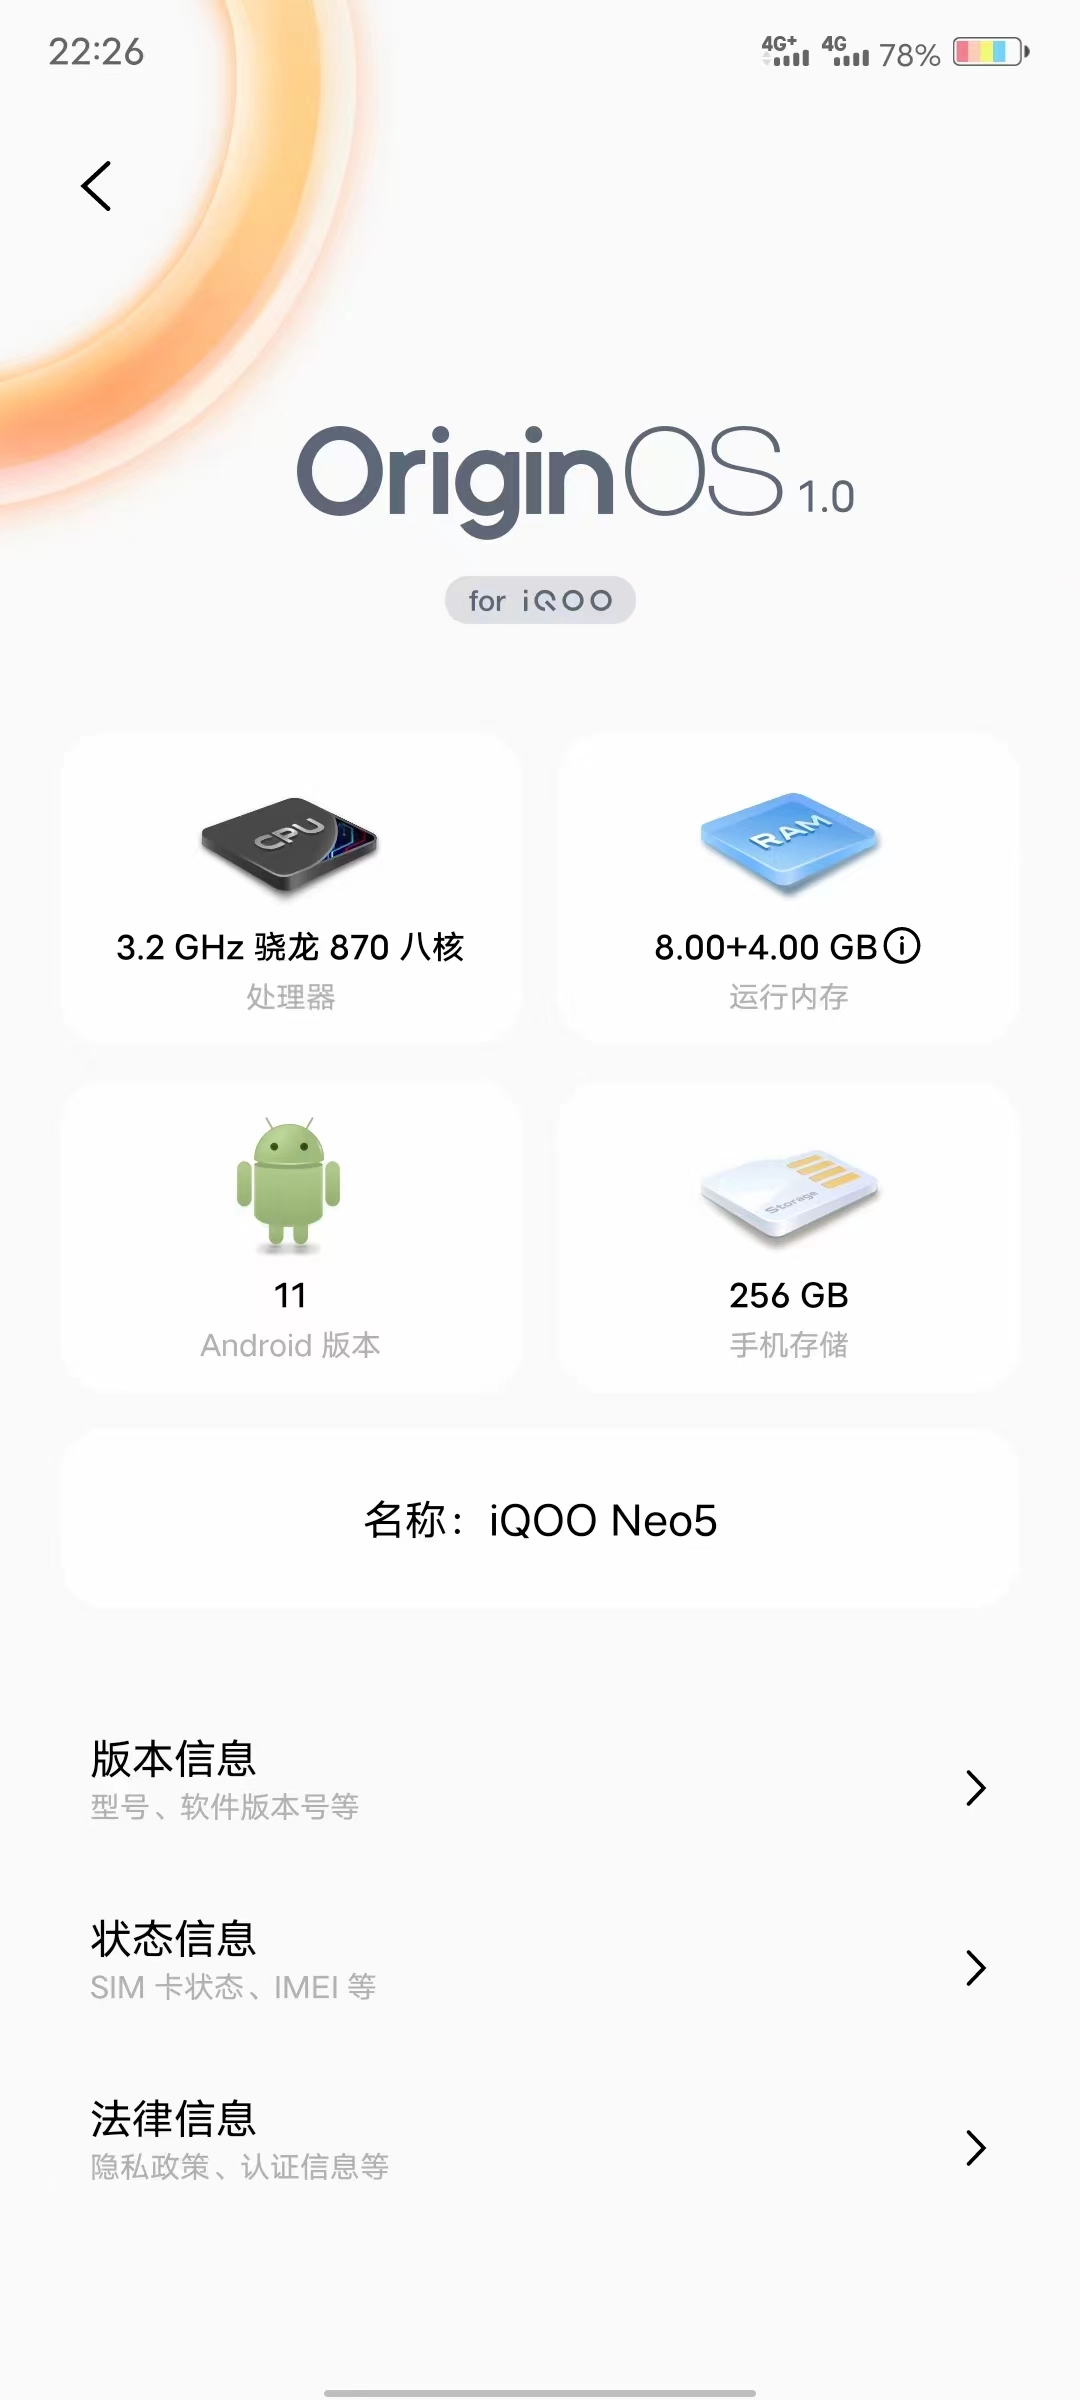 22:26
4G+ 4G 78%
OriginOS 1.0
for iQOO
CPU
RAM
3.2 GHz 骁龙 870 八核
处理器
8.00+4.00 GB
运行内存
Storage
11
Android 版本
256 GB
手机存储
名称：iQOO Neo5
版本信息
型号、软件版本号等
状态信息
SIM 卡状态、IMEI 等
法律信息
隐私政策、认证信息等